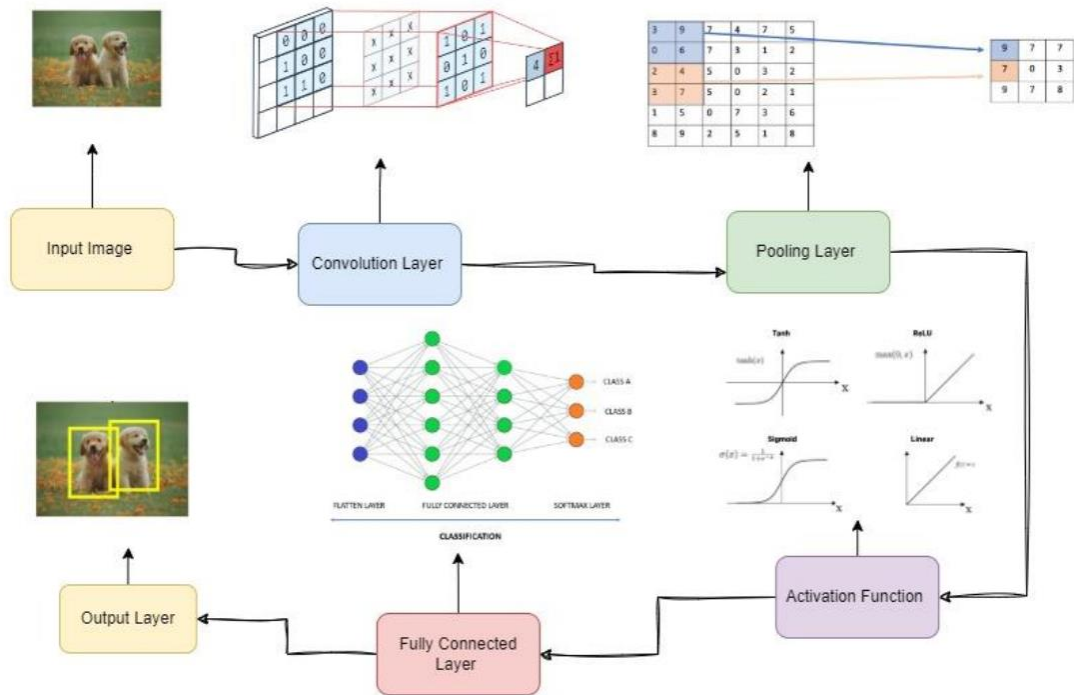 0 0 0
1 0 0
1 1 0
x x x
x x x
x x x
1 0 1
0 1 0
1 0 1
4 Σ1
3 9 7 4 7 5
0 6 7 3 1 2
2 4 5 0 3 2
3 7 5 0 2 1
1 5 0 7 3 6
8 9 2 5 1 8
9 7 7
7 0 3
9 7 8
Input Image
Convolution Layer
Pooling Layer
Tanh
tanh(x)
X
ReLU
max(0, x)
X
Sigmoid
σ(x) = 1/(1+e^-x)
X
Linear
f(x) = x
X
CLASS A
CLASS B
CLASS C
FLATTEN LAYER
FULLY CONNECTED LAYER
SOFTMAX LAYER
CLASSIFICATION
Output Layer
Fully Connected
Layer
Activation Function